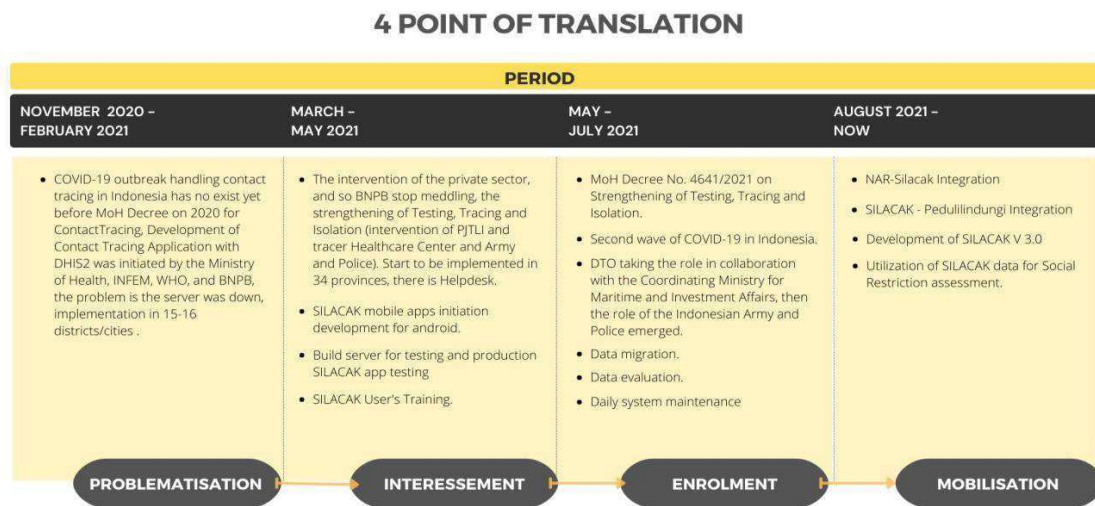 4 POINT OF TRANSLATION
PERIOD
NOVEMBER 2020 –
FEBRUARY 2021
MARCH –
MAY 2021
MAY –
JULY 2021
AUGUST 2021 –
NOW
• COVID-19 outbreak handling contact
tracing in Indonesia has no exist yet
before MoH Decree on 2020 for
ContactTracing, Development of
Contact Tracing Application with
DHIS2 was initiated by the Ministry
of Health, INFEM, WHO, and BNPB,
the problem is the server was down,
implementation in 15-16
districts/cities .
• The intervention of the private sector,
and so BNPB stop meddling, the
strengthening of Testing, Tracing and
Isolation (intervention of PJTLI and
tracer Healthcare Center and Army
and Police). Start to be implemented in
34 provinces, there is Helpdesk.
• SILACAK mobile apps initiation
development for android.
• Build server for testing and production
SILACAK app testing
• SILACAK User's Training.
• MoH Decree No. 4641/2021 on
Strengthening of Testing, Tracing and
Isolation.
• Second wave of COVID-19 in Indonesia.
• DTO taking the role in collaboration
with the Coordinating Ministry for
Maritime and Investment Affairs, then
the role of the Indonesian Army and
Police emerged.
• Data migration.
• Data evaluation.
• Daily system maintenance
• NAR-Silacak Integration
• SILACAK - Pedulilindungi Integration
• Development of SILACAK V 3.0
• Utilization of SILACAK data for Social
Restriction assessment.
PROBLEMATISATION
INTERESSEMENT
ENROLMENT
MOBILISATION